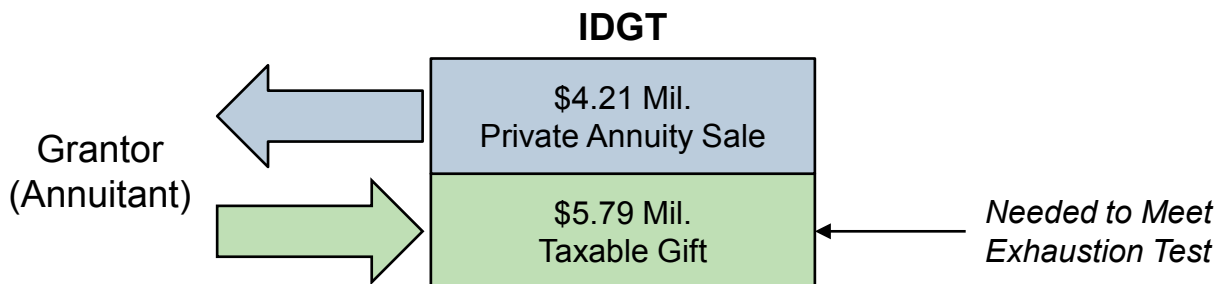 IDGT
$4.21 Mil.
Private Annuity Sale
Grantor
(Annuitant)
$5.79 Mil.
Taxable Gift
Needed to Meet
Exhaustion Test